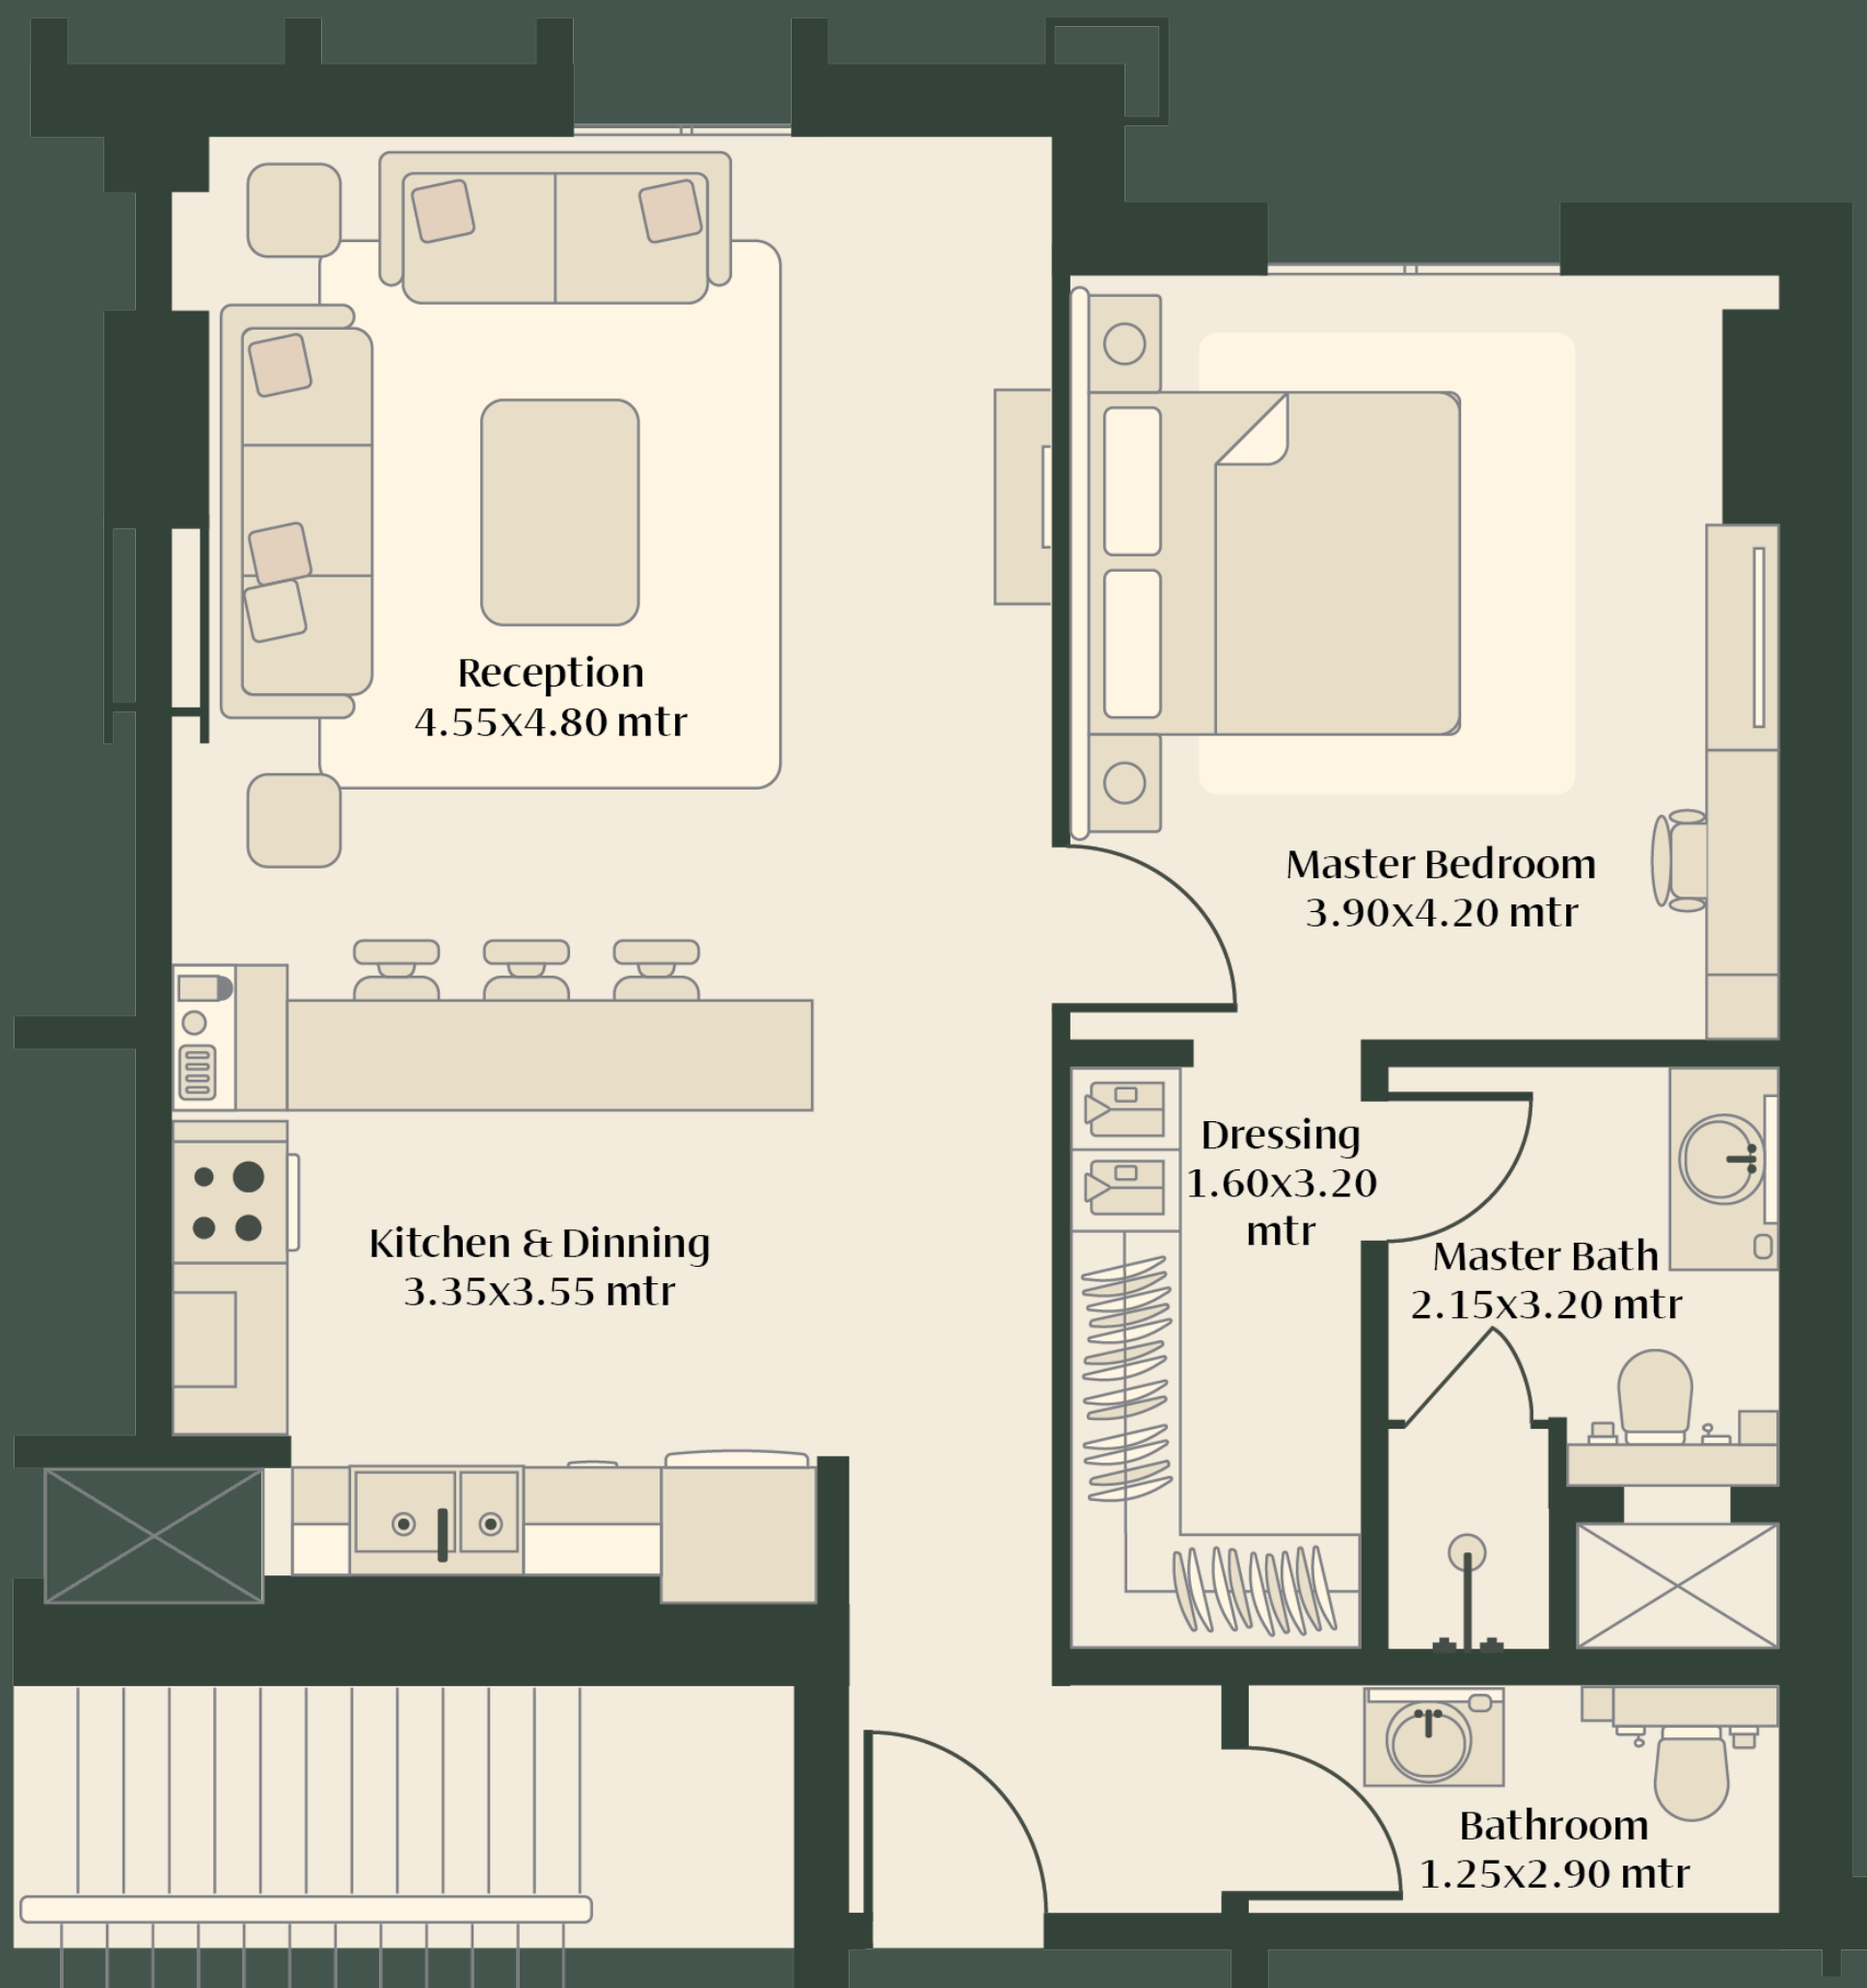 Reception
4.55x4.80 mtr
Master Bedroom
3.90x4.20 mtr
Dressing
1.60x3.20
mtr
Kitchen & Dinning
3.35x3.55 mtr
Master Bath
2.15x3.20 mtr
Bathroom
1.25x2.90 mtr